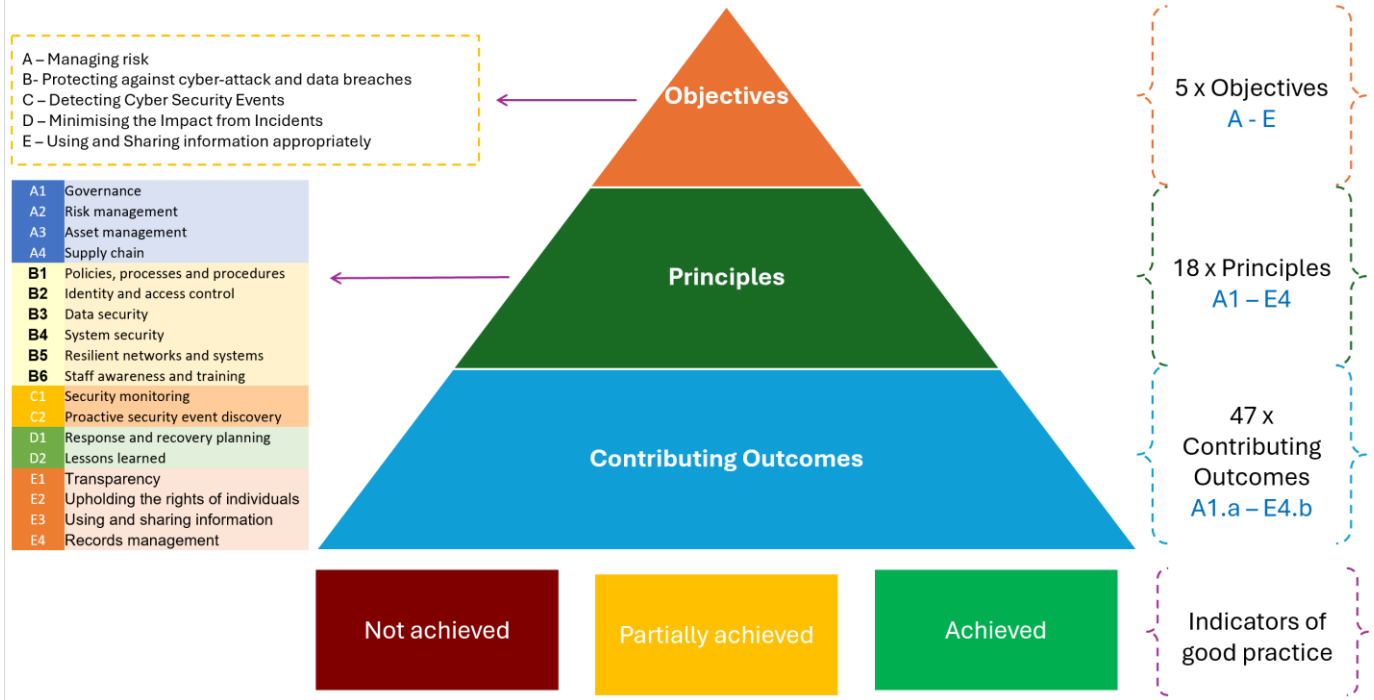 A – Managing risk
B- Protecting against cyber-attack and data breaches
C – Detecting Cyber Security Events
D – Minimising the Impact from Incidents
E – Using and Sharing information appropriately
A1 Governance
A2 Risk management
A3 Asset management
A4 Supply chain
B1 Policies, processes and procedures
B2 Identity and access control
B3 Data security
B4 System security
B5 Resilient networks and systems
B6 Staff awareness and training
C1 Security monitoring
C2 Proactive security event discovery
D1 Response and recovery planning
D2 Lessons learned
E1 Transparency
E2 Upholding the rights of individuals
E3 Using and sharing information
E4 Records management
Objectives
Principles
Contributing Outcomes
5 x Objectives
A - E
18 x Principles
A1 – E4
47 x
Contributing
Outcomes
A1.a – E4.b
Not achieved
Partially achieved
Achieved
Indicators of
good practice